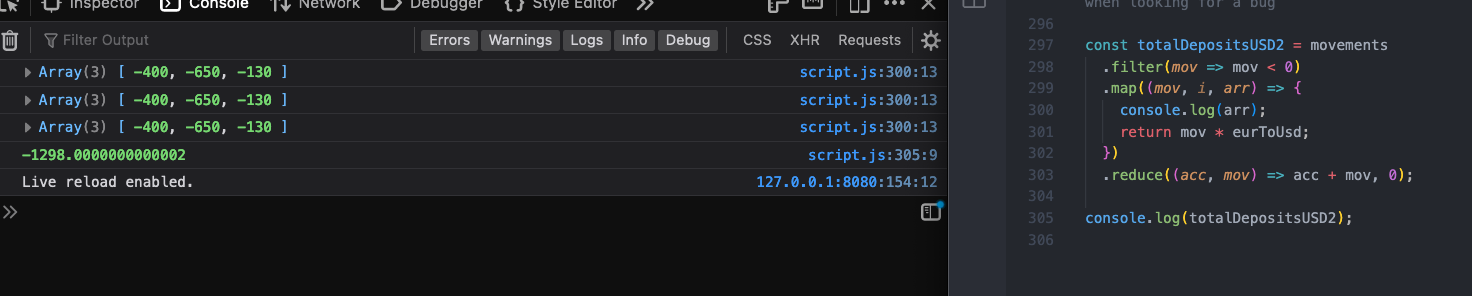 Inspector Console Network Debugger Style Editor
Filter Output Errors Warnings Logs Info Debug CSS XHR Requests
Array(3) [ -400, -650, -130 ] script.js:300:13
Array(3) [ -400, -650, -130 ] script.js:300:13
Array(3) [ -400, -650, -130 ] script.js:300:13
-1298.0000000000002 script.js:305:9
Live reload enabled. 127.0.0.1:8080:154:12
when looking for a bug
296
297 const totalDepositsUSD2 = movements
298 .filter(mov => mov < 0)
299 .map((mov, i, arr) => {
300 console.log(arr);
301 return mov * eurToUsd;
302 })
303 .reduce((acc, mov) => acc + mov, 0);
304
305 console.log(totalDepositsUSD2);
306